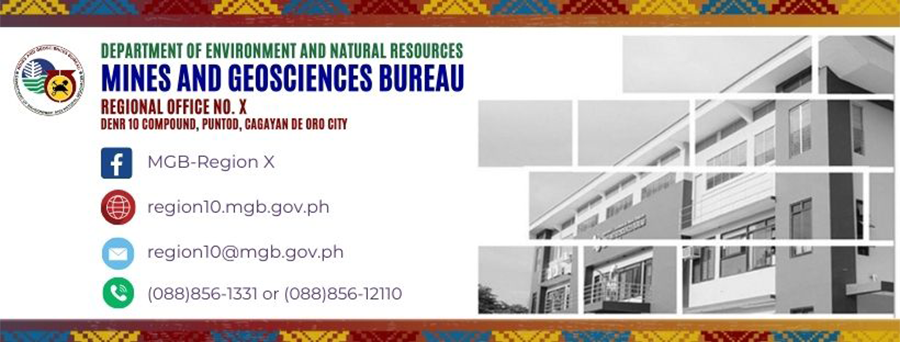 DEPARTMENT OF ENVIRONMENT AND NATURAL RESOURCES
MINES AND GEOSCIENCES BUREAU
REGIONAL OFFICE NO. X
DENR 10 COMPOUND, PUNTOD, CAGAYAN DE ORO CITY
MGB-Region X
region10.mgb.gov.ph
region10@mgb.gov.ph
(088)856-1331 or (088)856-12110